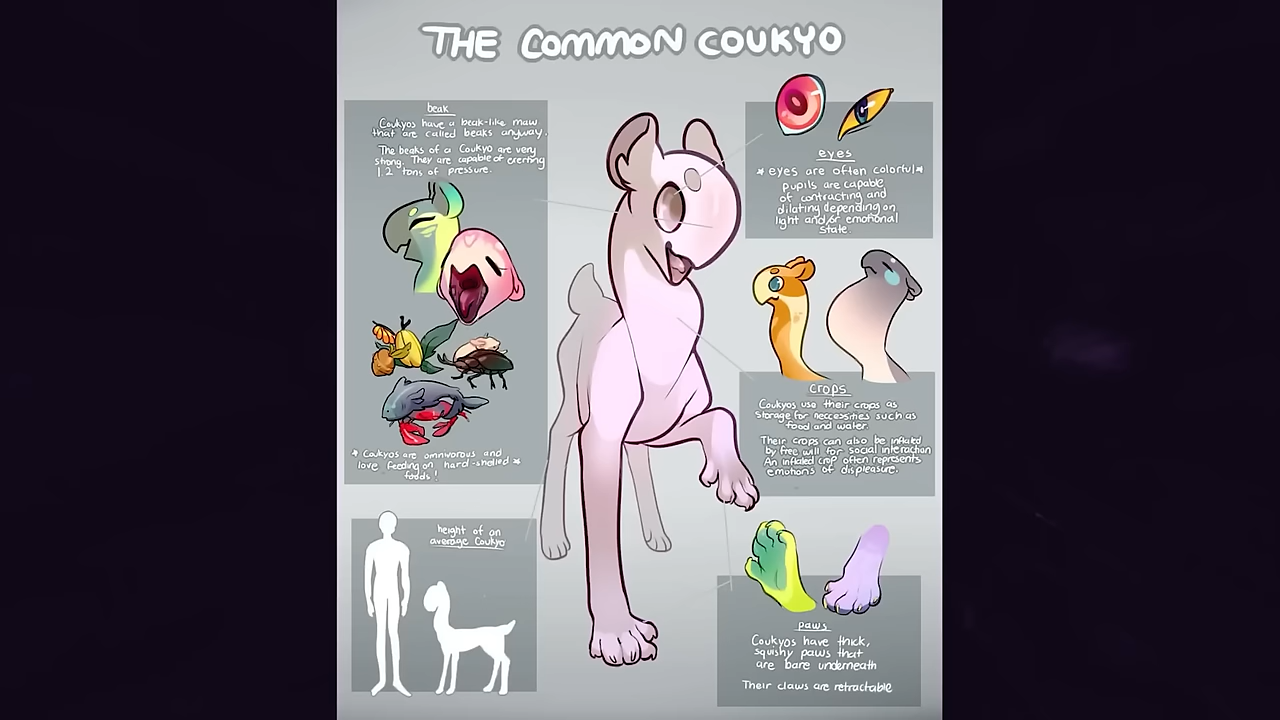 THE COMMON COUKYO
beak
Coukyos have a beak-like maw
that are called beaks anyway.
The beaks of a Coukyo are very
strong. They are capable of exerting
1.2 tons of pressure.
* Coukyos are omnivorous and
love feeding on hard-shelled *
foods!
height of an
average Coukyo
eyes
* eyes are often colorful *
pupils are capable
of contracting and
dilating depending on
light and/or emotional
state.
crops
Coukyos use their crops as
storage for neccessities such as
food and water.
Their crops can also be inflated
by free will for social interaction
An inflated crop often represents
emotions of displeasure.
paws
Coukyos have thick,
squishy paws that
are bare underneath
Their claws are retractable